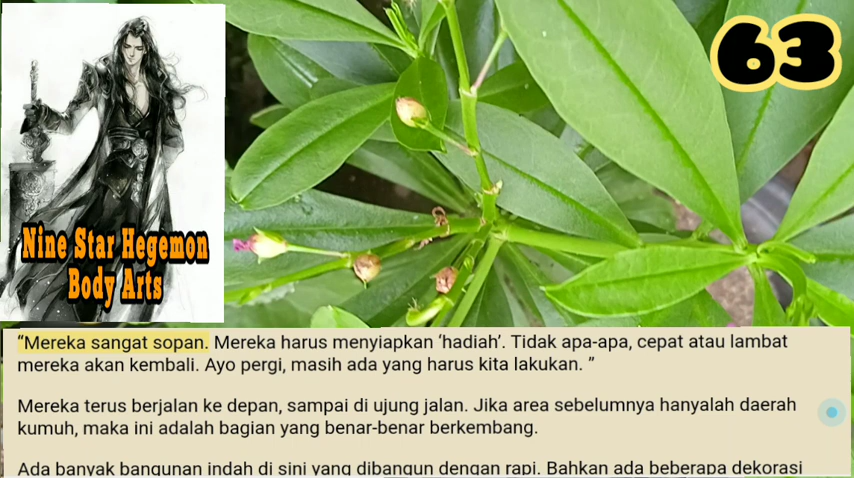 63
Nine Star Hegemon
Body Arts
“Mereka sangat sopan. Mereka harus menyiapkan ‘hadiah’. Tidak apa-apa, cepat atau lambat
mereka akan kembali. Ayo pergi, masih ada yang harus kita lakukan. ”
Mereka terus berjalan ke depan, sampai di ujung jalan. Jika area sebelumnya hanyalah daerah
kumuh, maka ini adalah bagian yang benar-benar berkembang.
Ada banyak bangunan indah di sini yang dibangun dengan rapi. Bahkan ada beberapa dekorasi